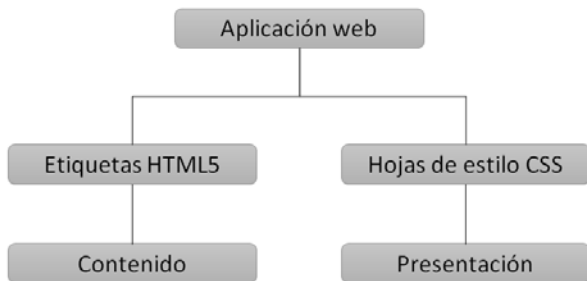 Aplicación web
Etiquetas HTML5
Hojas de estilo CSS
Contenido
Presentación